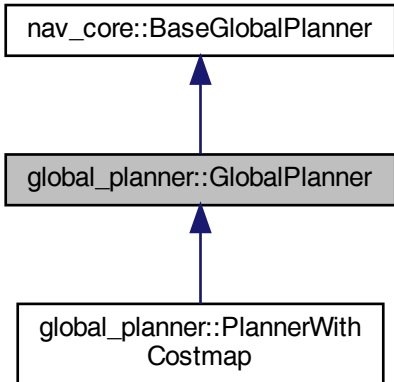 nav_core::BaseGlobalPlanner
global_planner::GlobalPlanner
global_planner::PlannerWith
Costmap